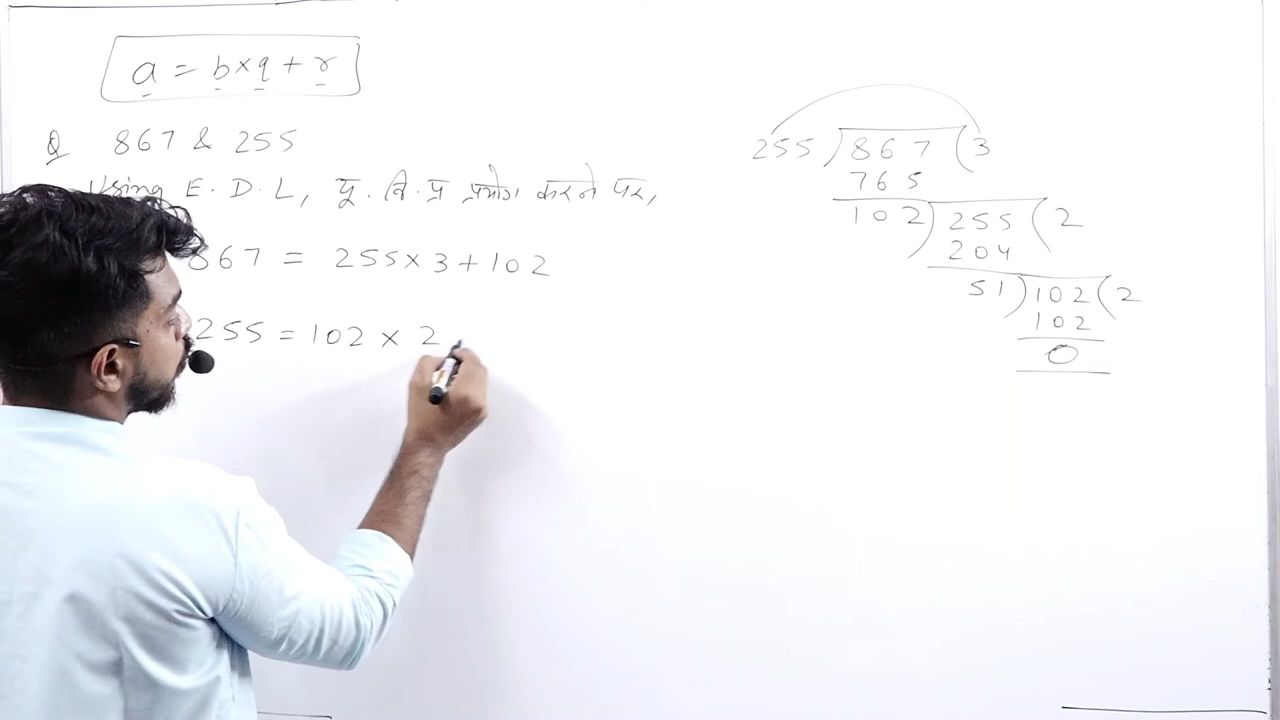 a = b×q + r
Q 867 & 255
Using E. D. L, यू. वि. प्र प्रयोग करने पर,
867 = 255×3+102
255 = 102 × 2
255 ) 867 ( 3
765
102 ) 255 ( 2
204
51 ) 102 ( 2
102
0